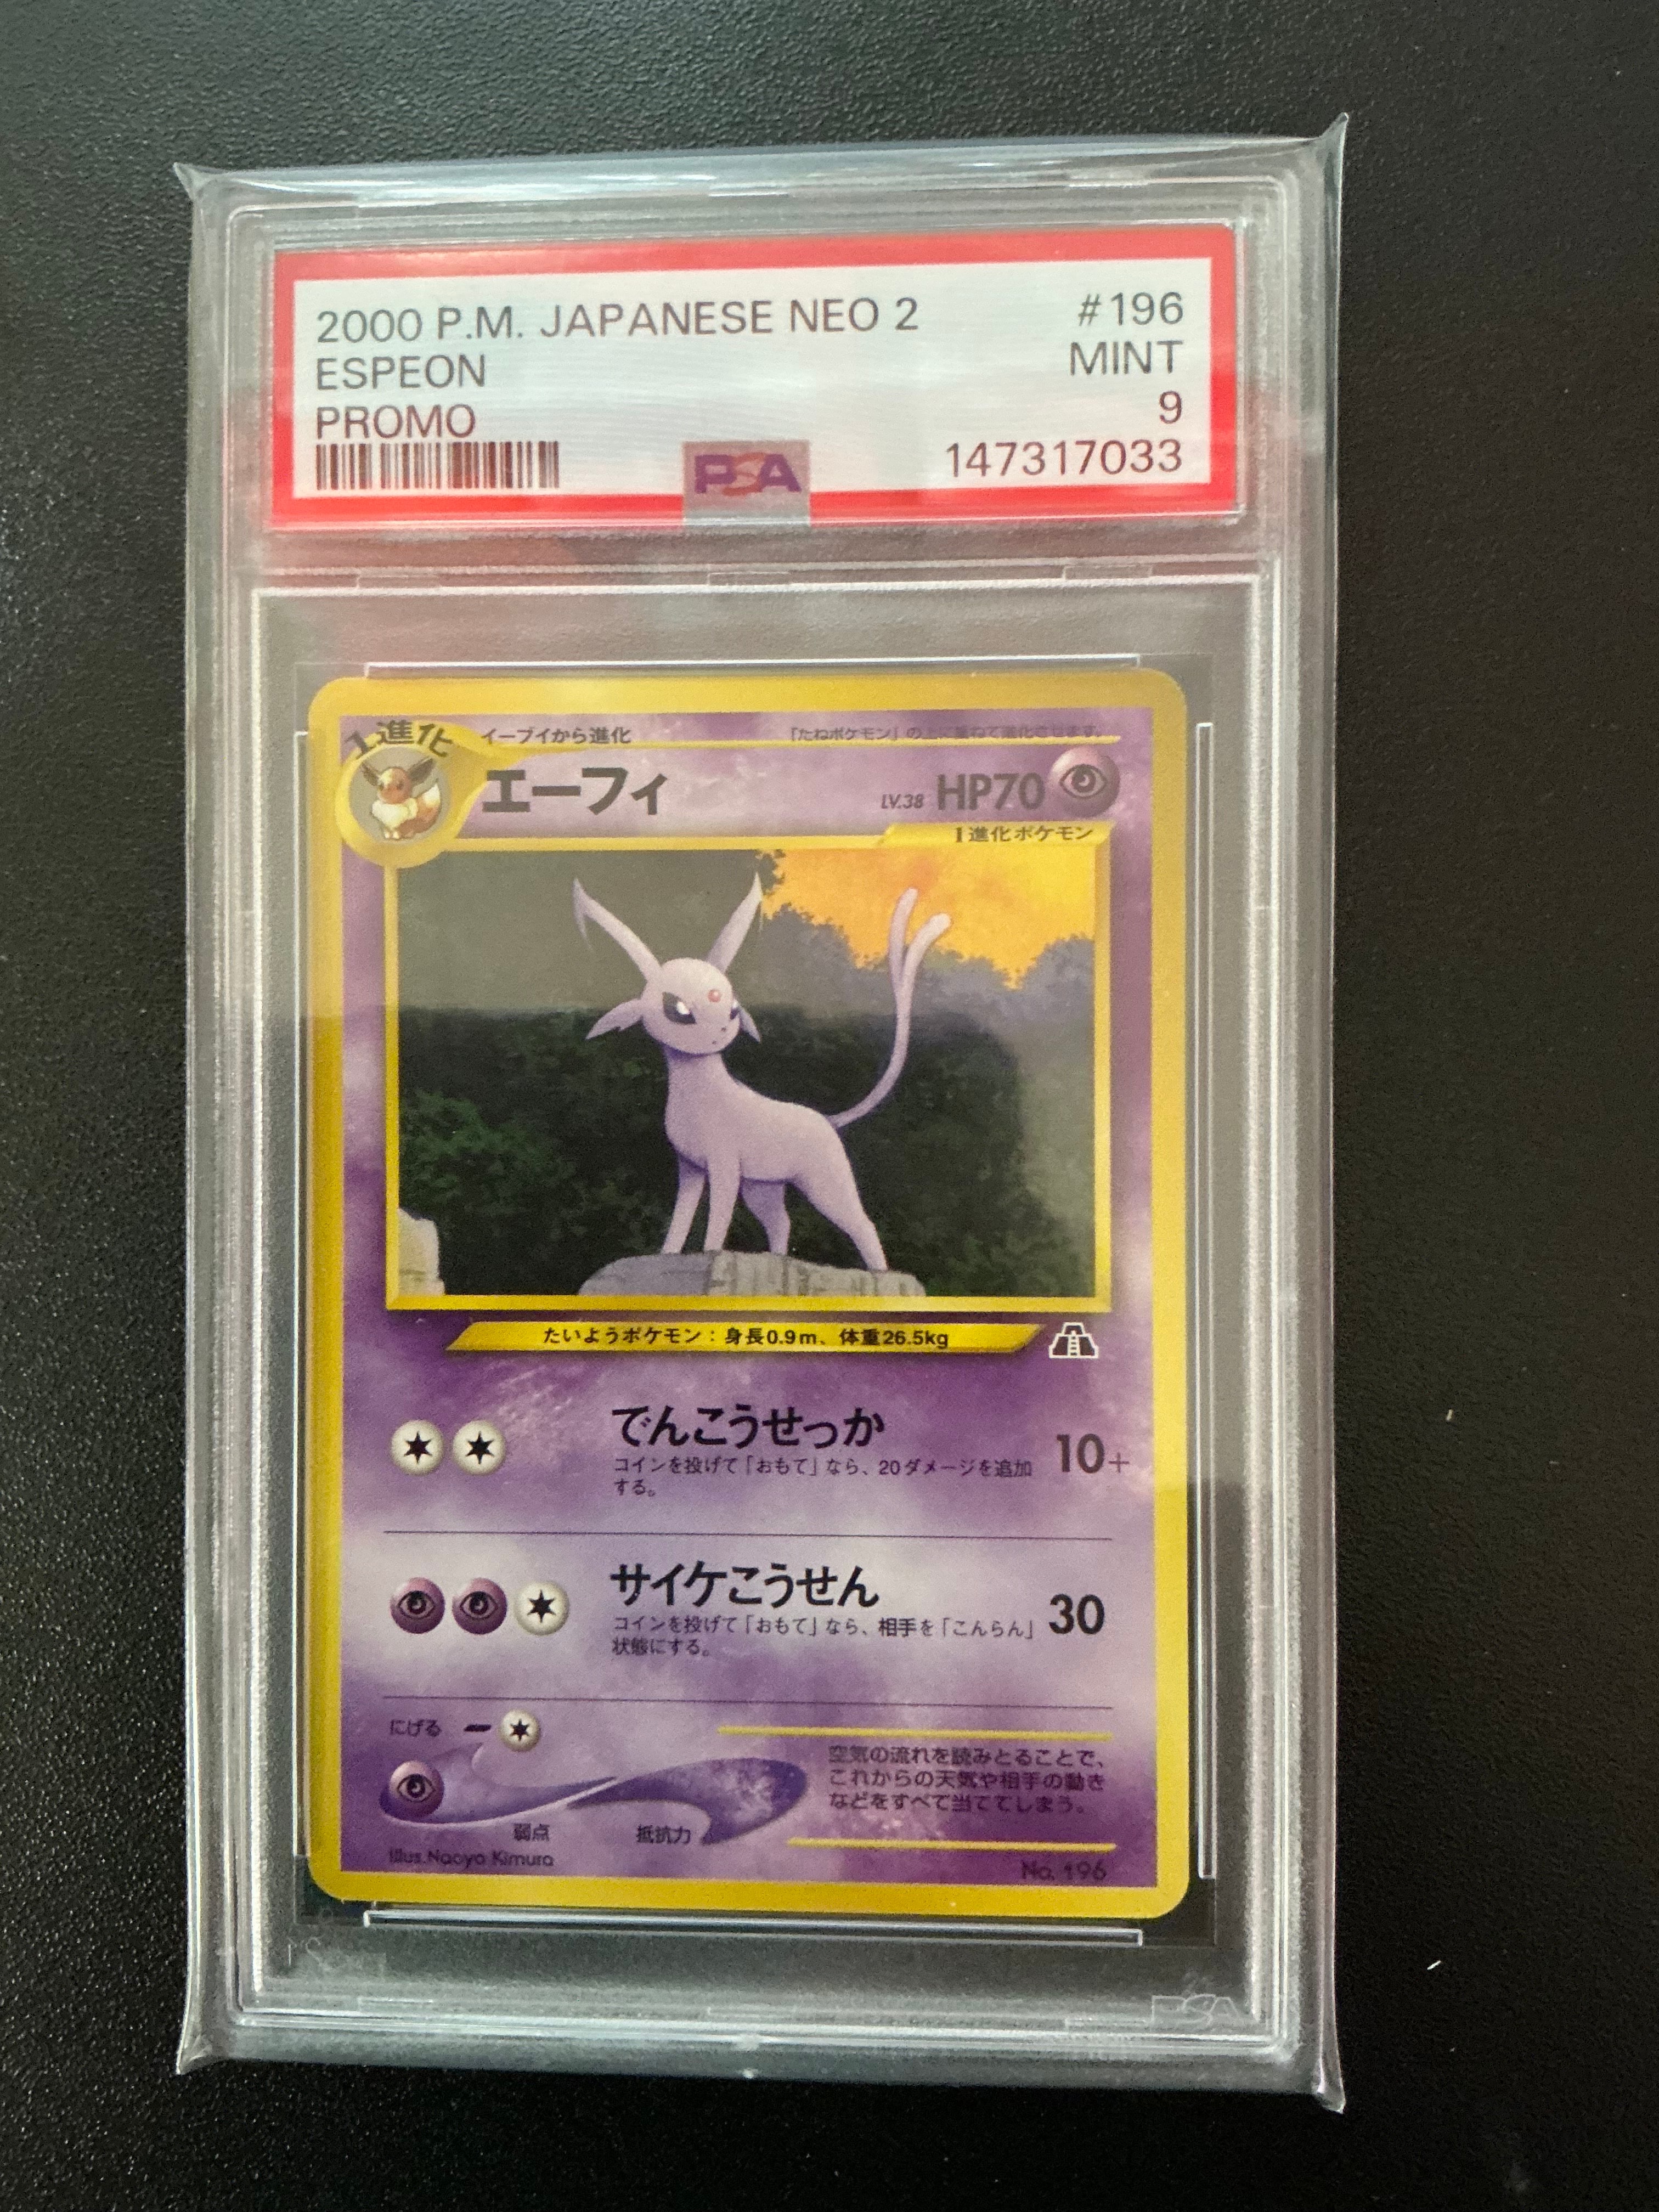 2000 P.M. JAPANESE NEO 2 #196
ESPEON MINT
PROMO 9
PSA 147317033
1進化 イーブイから進化 「たねポケモン」の上に重ねて進化させます。
エーフィ LV.38 HP70
1進化ポケモン
たいようポケモン：身長0.9m、体重26.5kg
でんこうせっか 10+
コインを投げて「おもて」なら、20ダメージを追加
する。
サイケこうせん 30
コインを投げて「おもて」なら、相手を「こんらん」
状態にする。
にげる
空気の流れを読みとることで、
これからの天気や相手の動き
などをすべて当ててしまう。
弱点 抵抗力
Illus.Naoyo Kimura No. 196
PSA